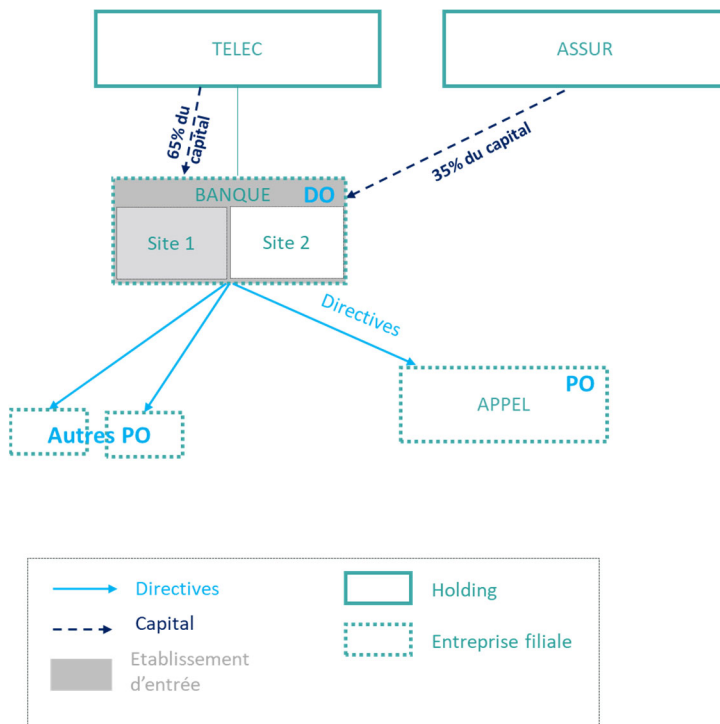 TELEC
ASSUR
65% du
capital
35% du capital
BANQUE
DO
Site 1
Site 2
Directives
PO
APPEL
Autres PO
Directives
Holding
Capital
Entreprise filiale
Etablissement
d'entrée